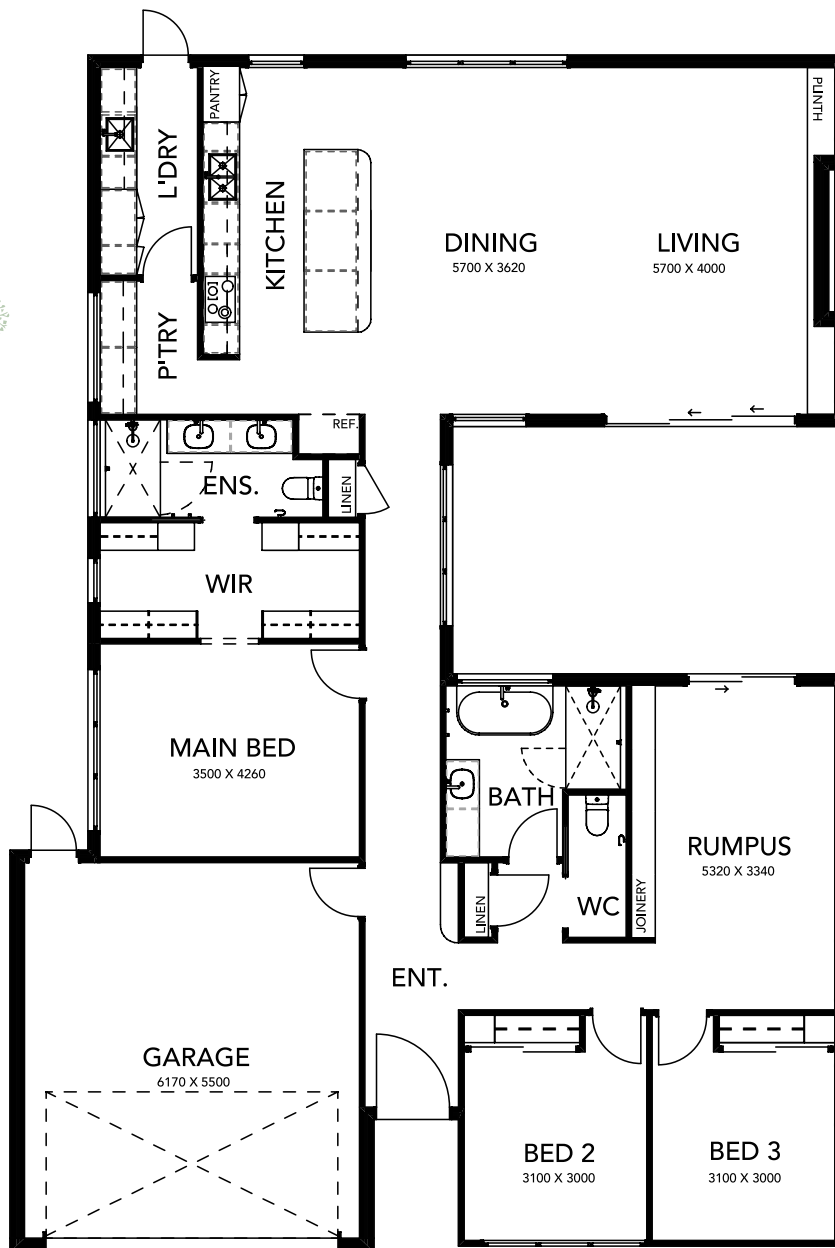 PANTRY
PLINTH
L'DRY
KITCHEN
DINING
5700 X 3620
LIVING
5700 X 4000
P'TRY
REF.
ENS.
LINEN
WIR
MAIN BED
3500 X 4260
BATH
RUMPUS
5320 X 3340
LINEN
WC
JOINERY
ENT.
GARAGE
6170 X 5500
BED 2
3100 X 3000
BED 3
3100 X 3000